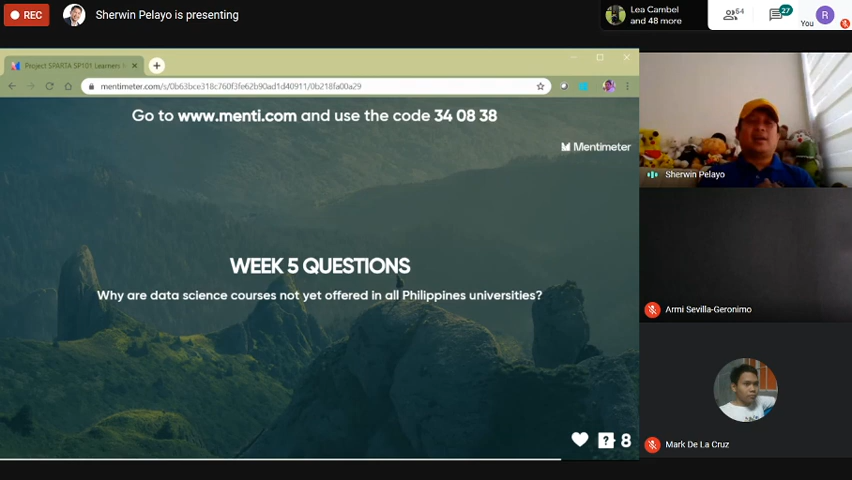 REC
Sherwin Pelayo is presenting
Lea Cambel
and 48 more
54
27
You
R
Project SPARTA SP101 Learners
mentimeter.com/s/0b63bce318c760f3fe62b90ad1d40911/0b218fa00a29
Go to www.menti.com and use the code 34 08 38
Mentimeter
WEEK 5 QUESTIONS
Why are data science courses not yet offered in all Philippines universities?
? 8
Sherwin Pelayo
Armi Sevilla-Geronimo
Mark De La Cruz